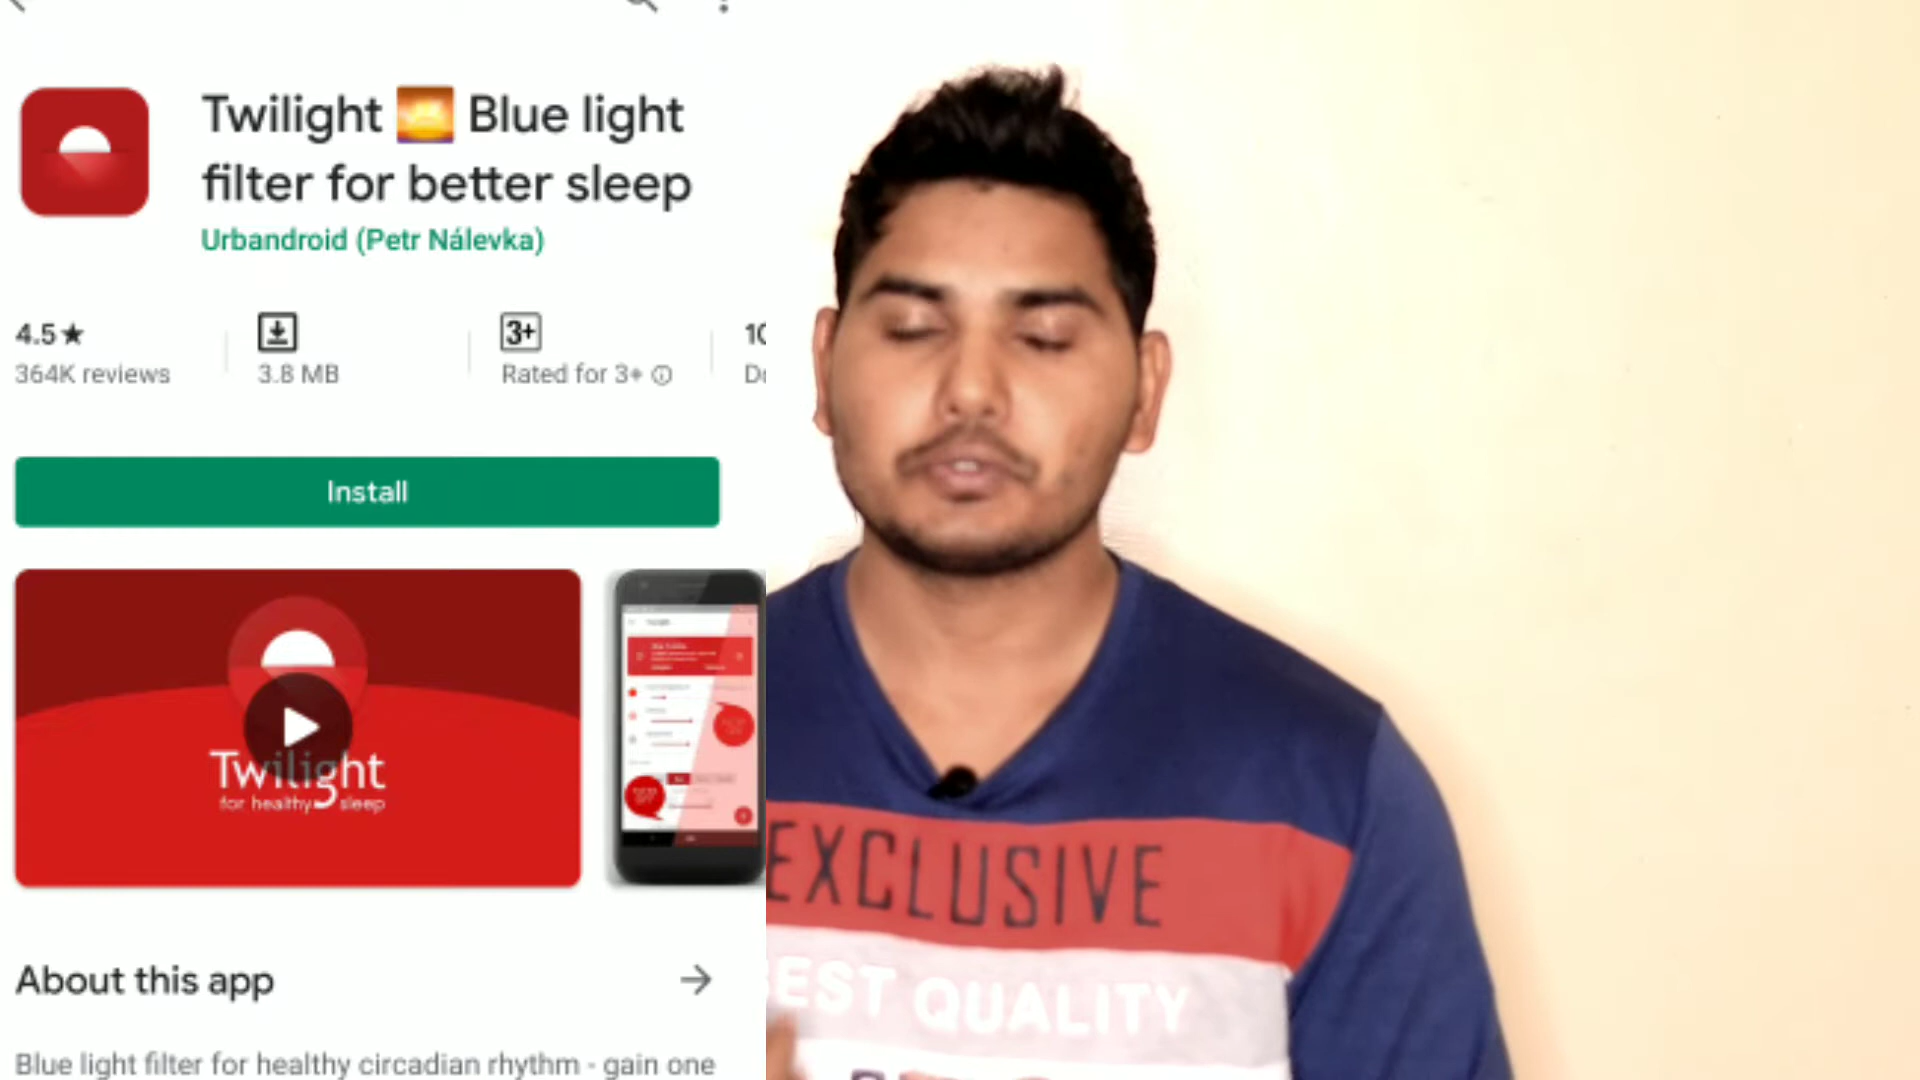 Twilight 🌅 Blue light
filter for better sleep
Urbandroid (Petr Nálevka)
4.5★
364K reviews
3.8 MB
3+
Rated for 3+
Install
Twilight
for healthy sleep
About this app
Blue light filter for healthy circadian rhythm - gain one
EXCLUSIVE
BEST QUALITY